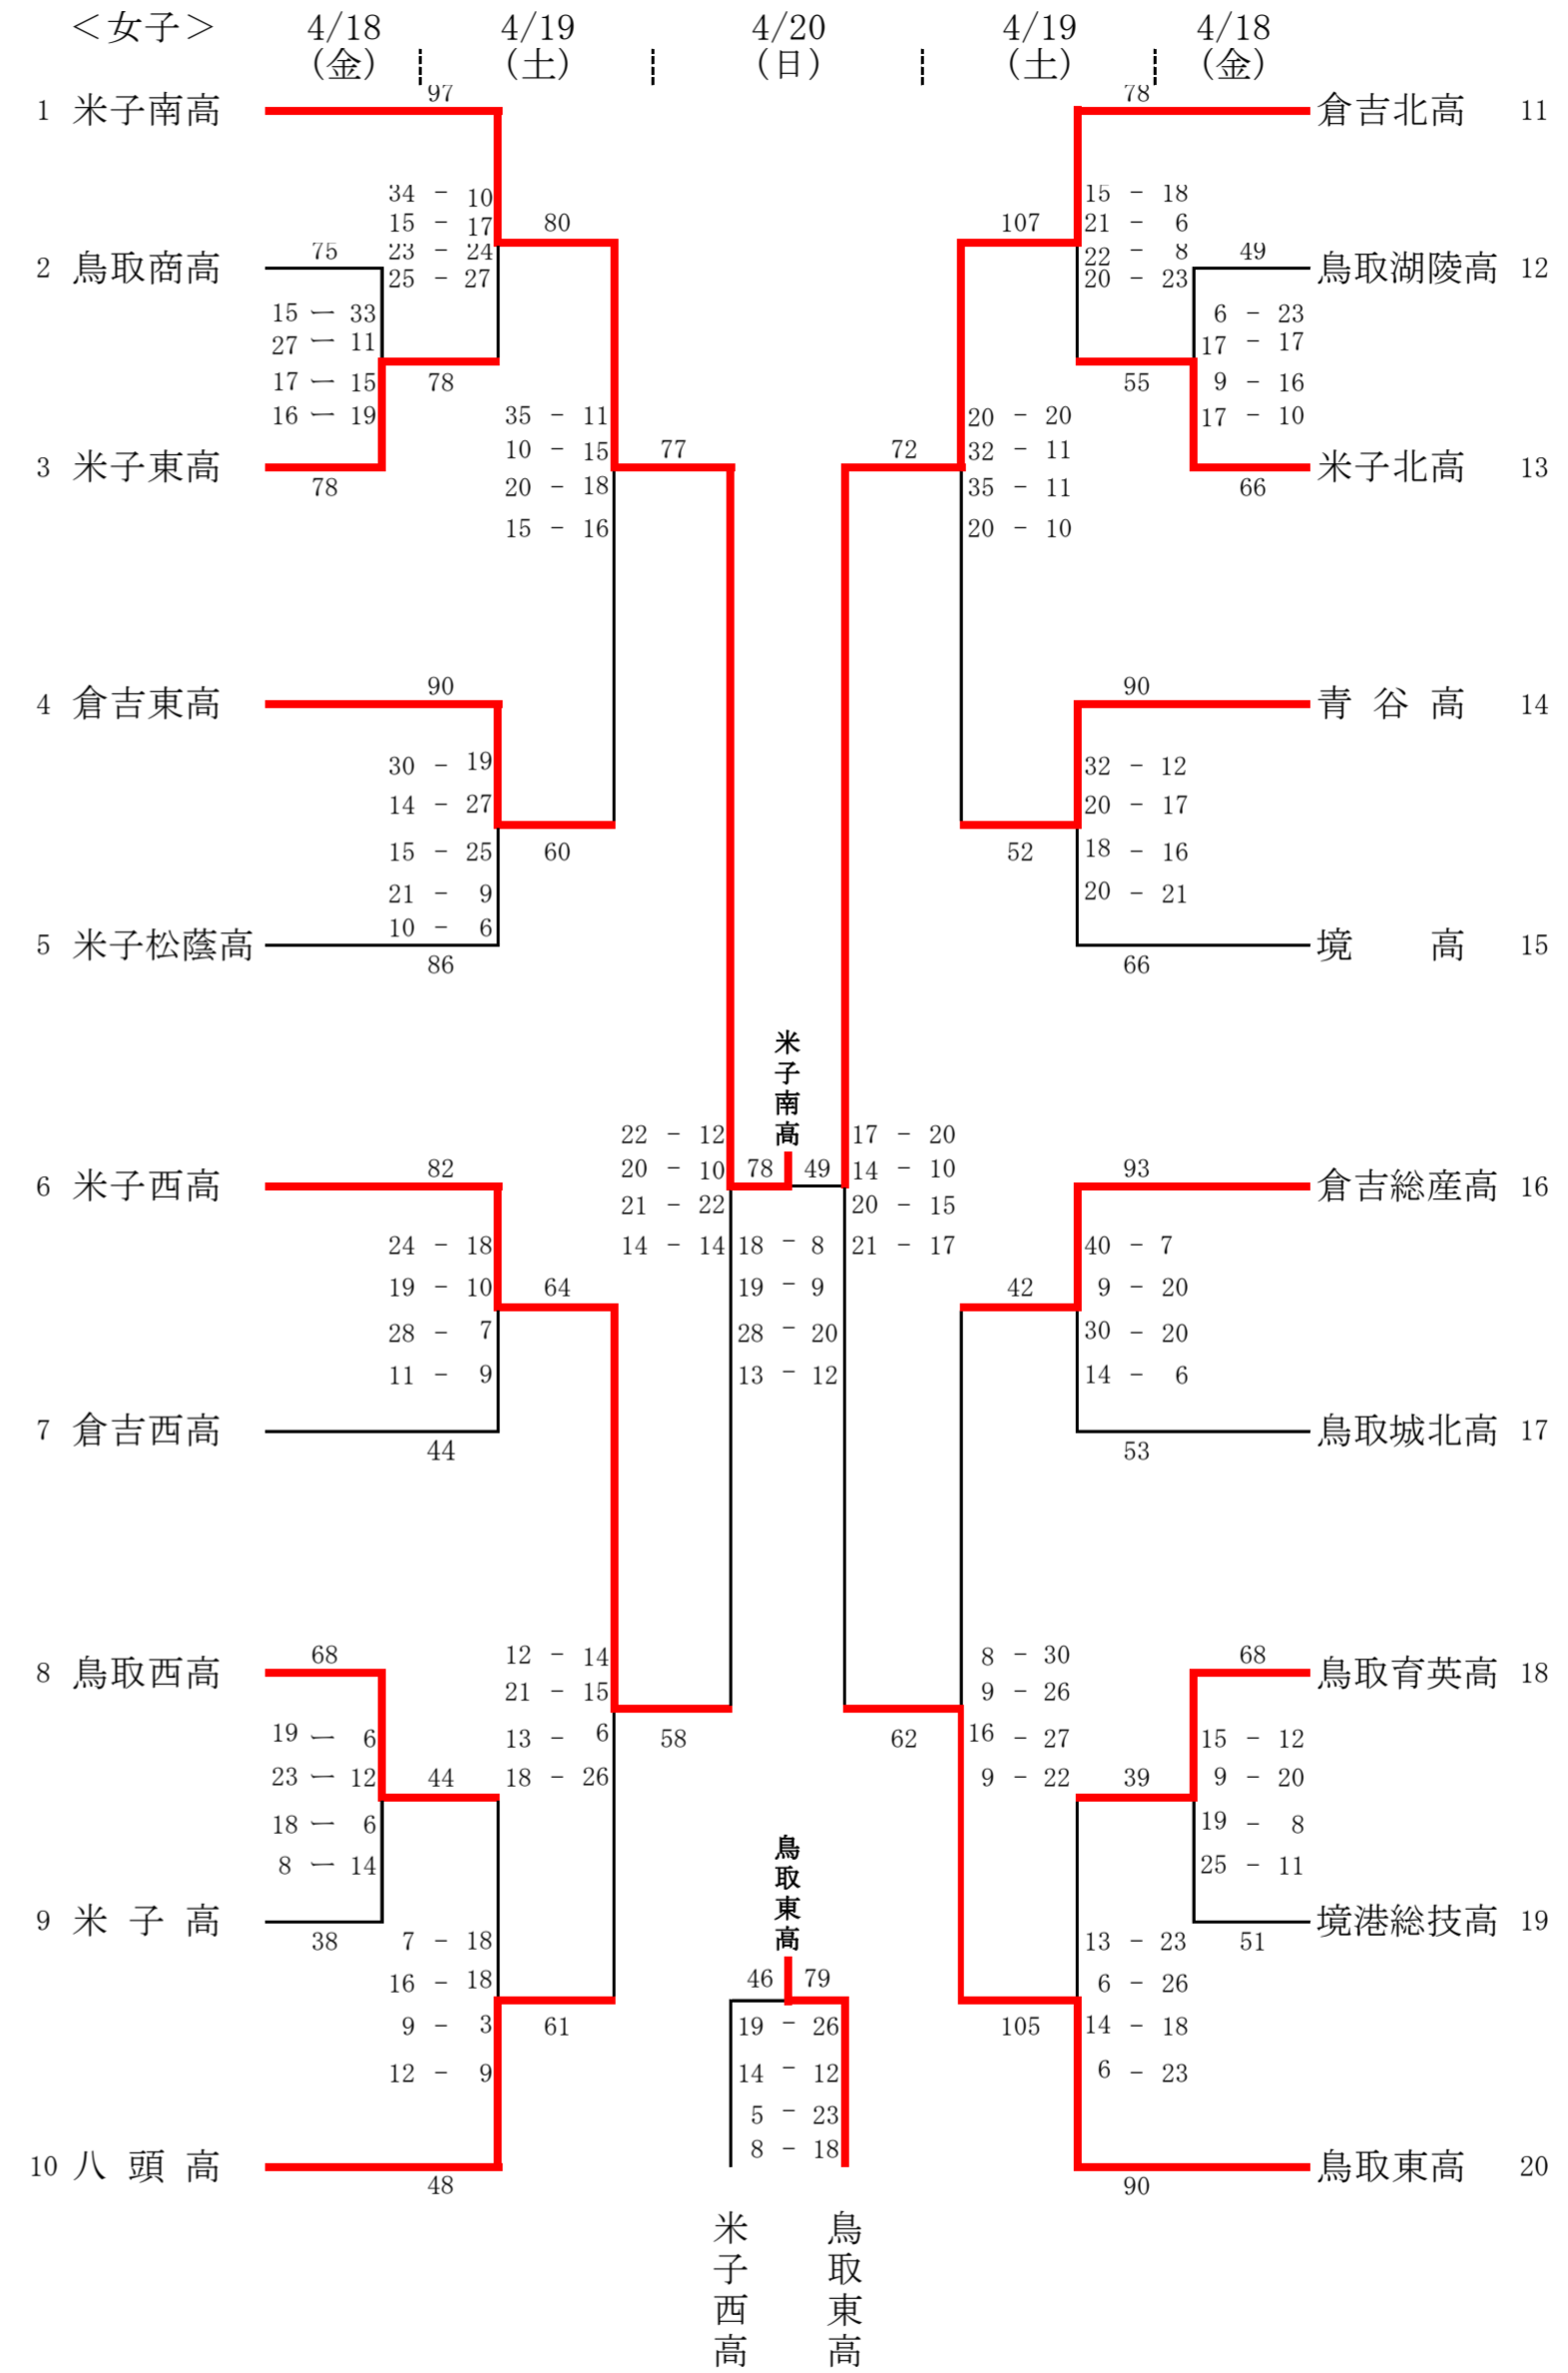 ＜女子＞ 4/18 4/19 4/20 4/19 4/18
(金) (土) (日) (土) (金)
97 78
1 米子南高 倉吉北高 11
34 - 10 15 - 18
15 - 17 80 107 21 - 6
75 23 - 24 22 - 8 49
2 鳥取商高 25 - 27 20 - 23 鳥取湖陵高 12
15 ー 33 6 - 23
27 ー 11 17 - 17
17 ー 15 78 55 9 - 16
16 ー 19 35 - 11 20 - 20 17 - 10
10 - 15 77 72 32 - 11
3 米子東高 米子北高 13
78 20 - 18 35 - 11 66
15 - 16 20 - 10
90 90
4 倉吉東高 青谷高 14
30 - 19 32 - 12
14 - 27 20 - 17
15 - 25 60 52 18 - 16
21 - 9 20 - 21
10 - 6
5 米子松蔭高 境高 15
86 66
米子南高
22 - 12 17 - 20
20 - 10 78 49 14 - 10
82 93
6 米子西高 倉吉総産高 16
21 - 22 20 - 15
24 - 18 14 - 14 18 - 8 21 - 17 40 - 7
19 - 10 64 19 - 9 42 9 - 20
28 - 7 28 - 20 30 - 20
11 - 9 13 - 12 14 - 6
7 倉吉西高 鳥取城北高 17
44 53
68 12 - 14 8 - 30 68
8 鳥取西高 鳥取育英高 18
21 - 15 9 - 26
19 ー 6 13 - 6 58 62 16 - 27 15 - 12
23 ー 12 44 18 - 26 9 - 22 39 9 - 20
18 ー 6 19 - 8
8 ー 14 25 - 11
鳥取東高
9 米子高 境港総技高 19
38 7 - 18 13 - 23 51
16 - 18 46 79 6 - 26
9 - 3 61 19 - 26 105 14 - 18
12 - 9 14 - 12 6 - 23
5 - 23
8 - 18
10 八頭高 鳥取東高 20
48 90
米子西高
鳥取東高